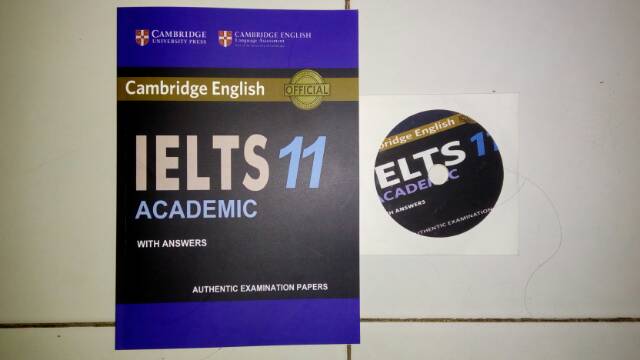 CAMBRIDGE
UNIVERSITY PRESS
CAMBRIDGE ENGLISH
Language Assessment
Cambridge English
OFFICIAL
IELTS 11
ACADEMIC
WITH ANSWERS
AUTHENTIC EXAMINATION PAPERS
bridge English
ELTS 11
ACADEMIC
WITH ANSWERS
AUTHENTIC EXAMINATION